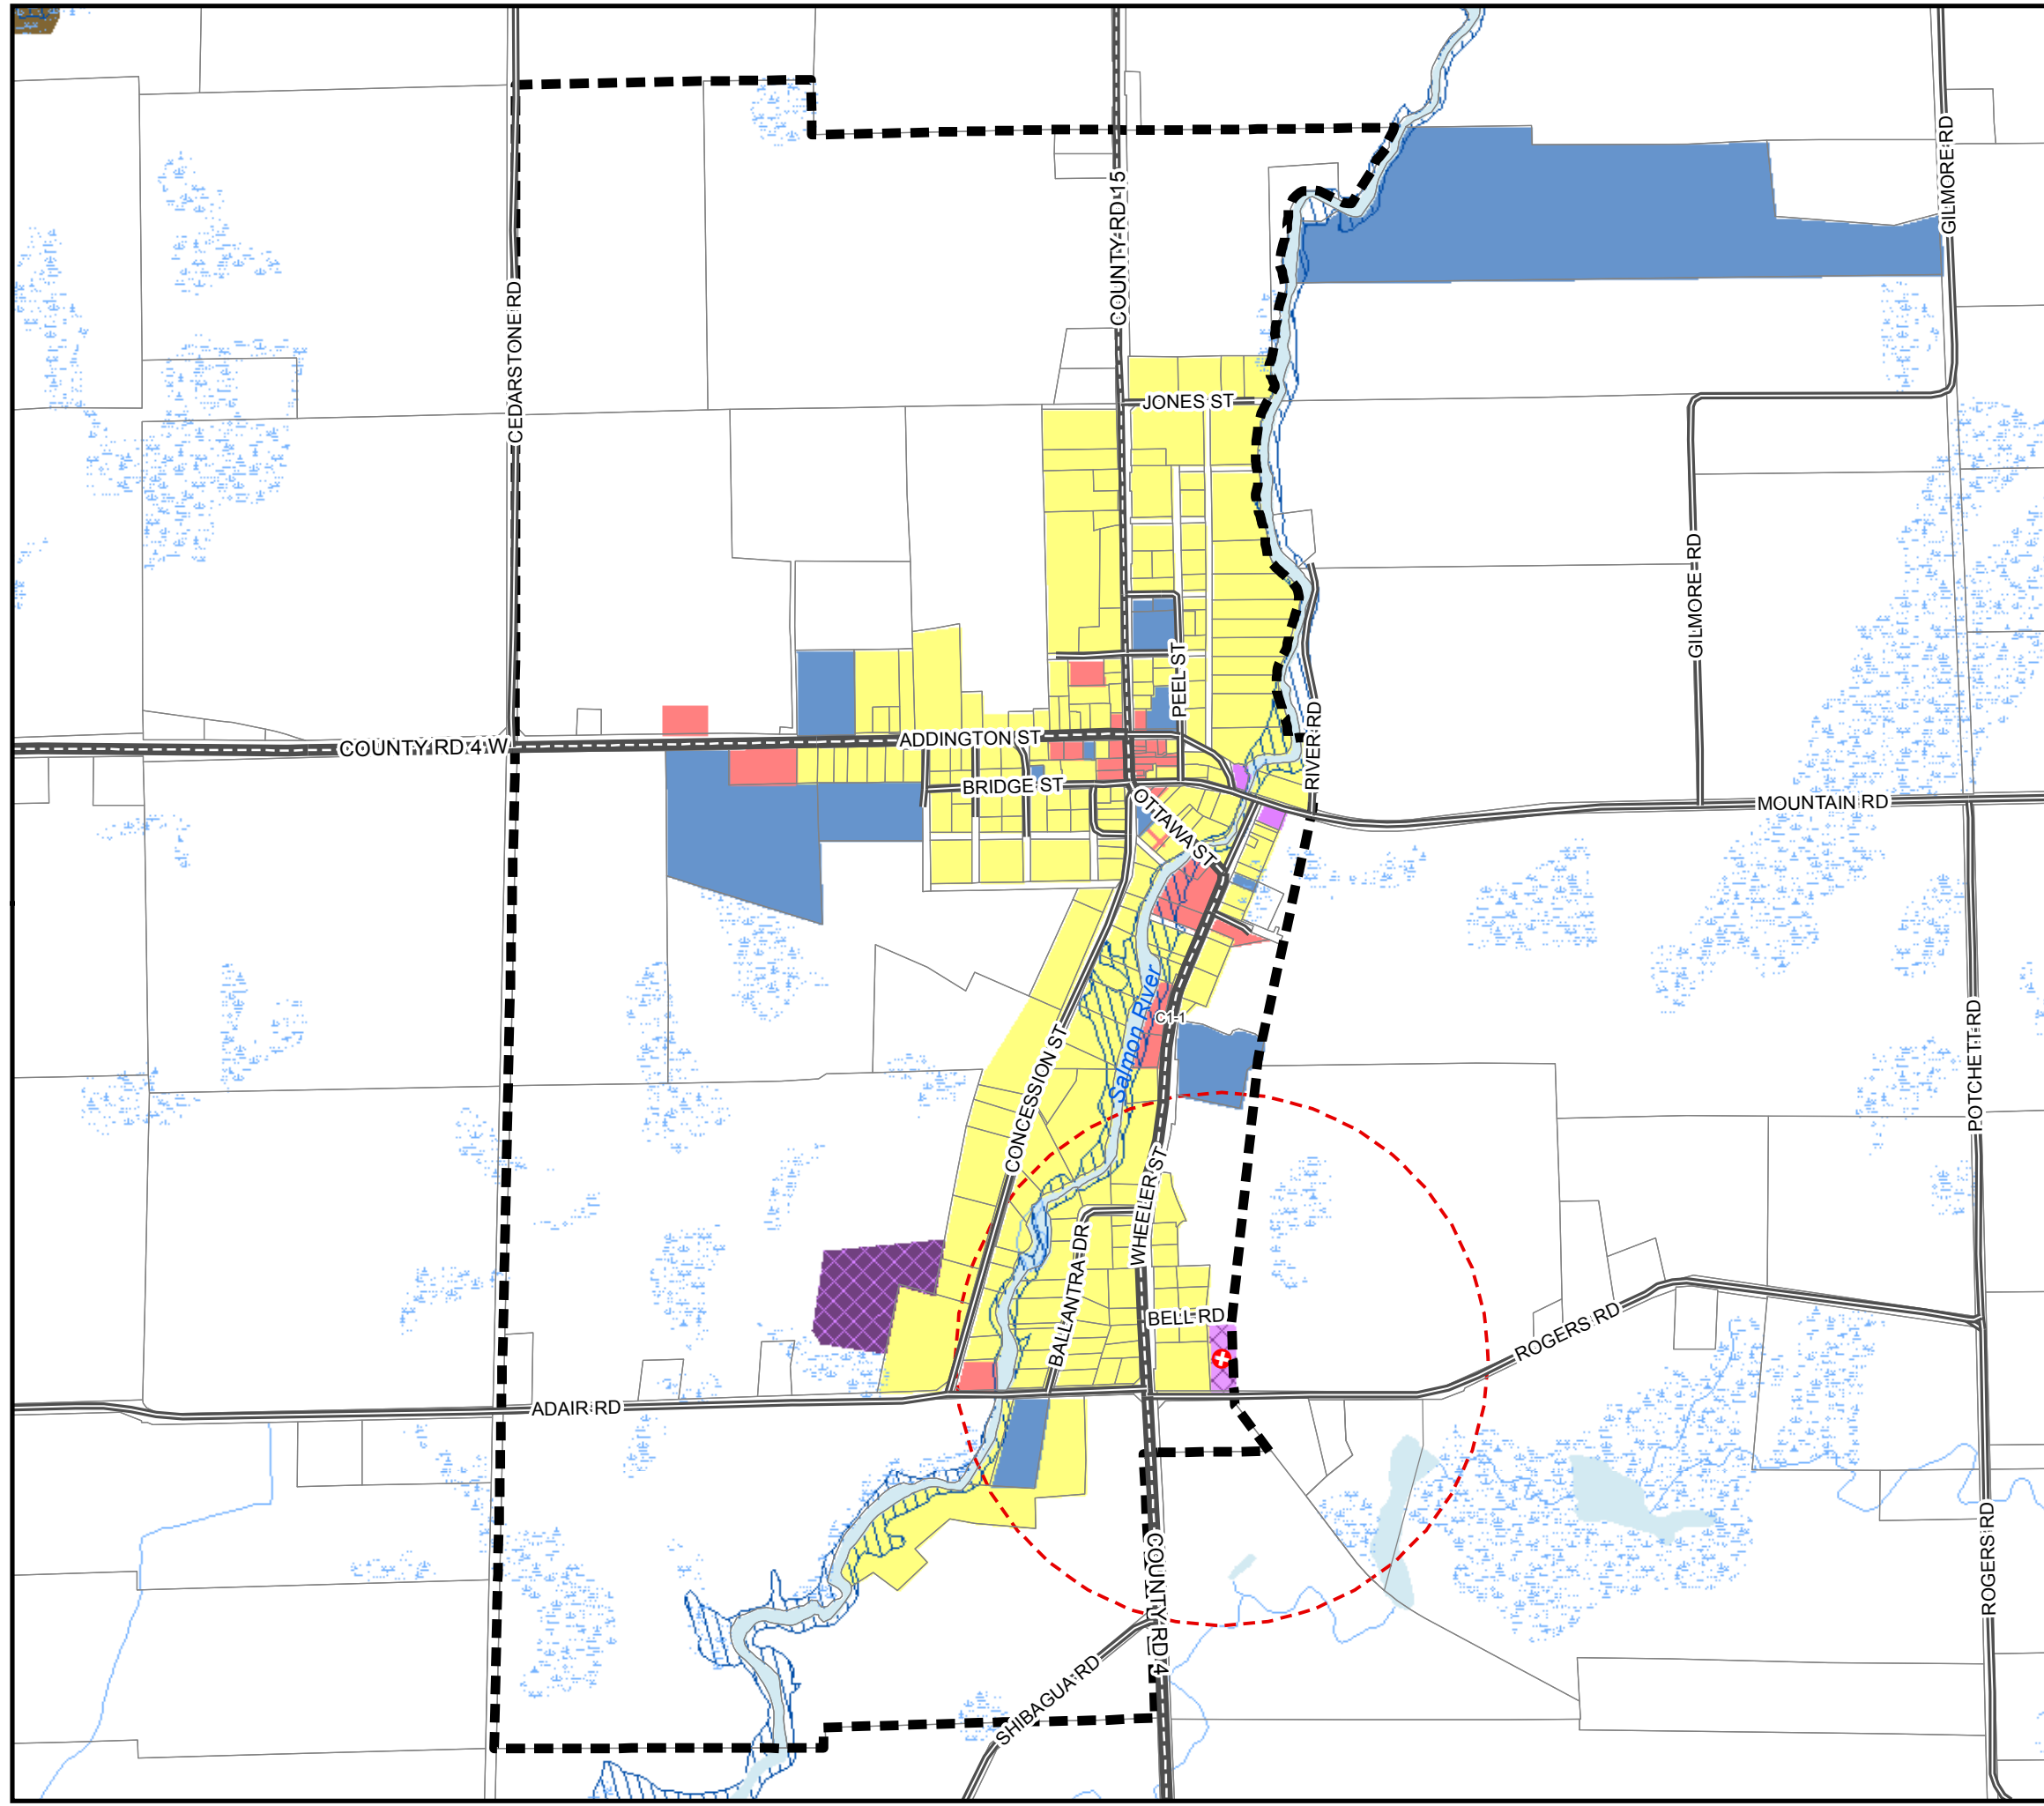 GILMORE RD
COUNTY RD 15
CEDARSTONE RD
JONES ST
GILMORE RD
PEEL ST
RIVER RD
COUNTY RD 4 W
ADDINGTON ST
BRIDGE ST
OTTAWA ST
MOUNTAIN RD
Salmon River
C1-1
CONCESSION ST
POTCHETT RD
WHEELER ST
BALLANTRA DR
BELL RD
ROGERS RD
ADAIR RD
COUNTY RD 4
SHIBAGUA RD
ROGERS RD